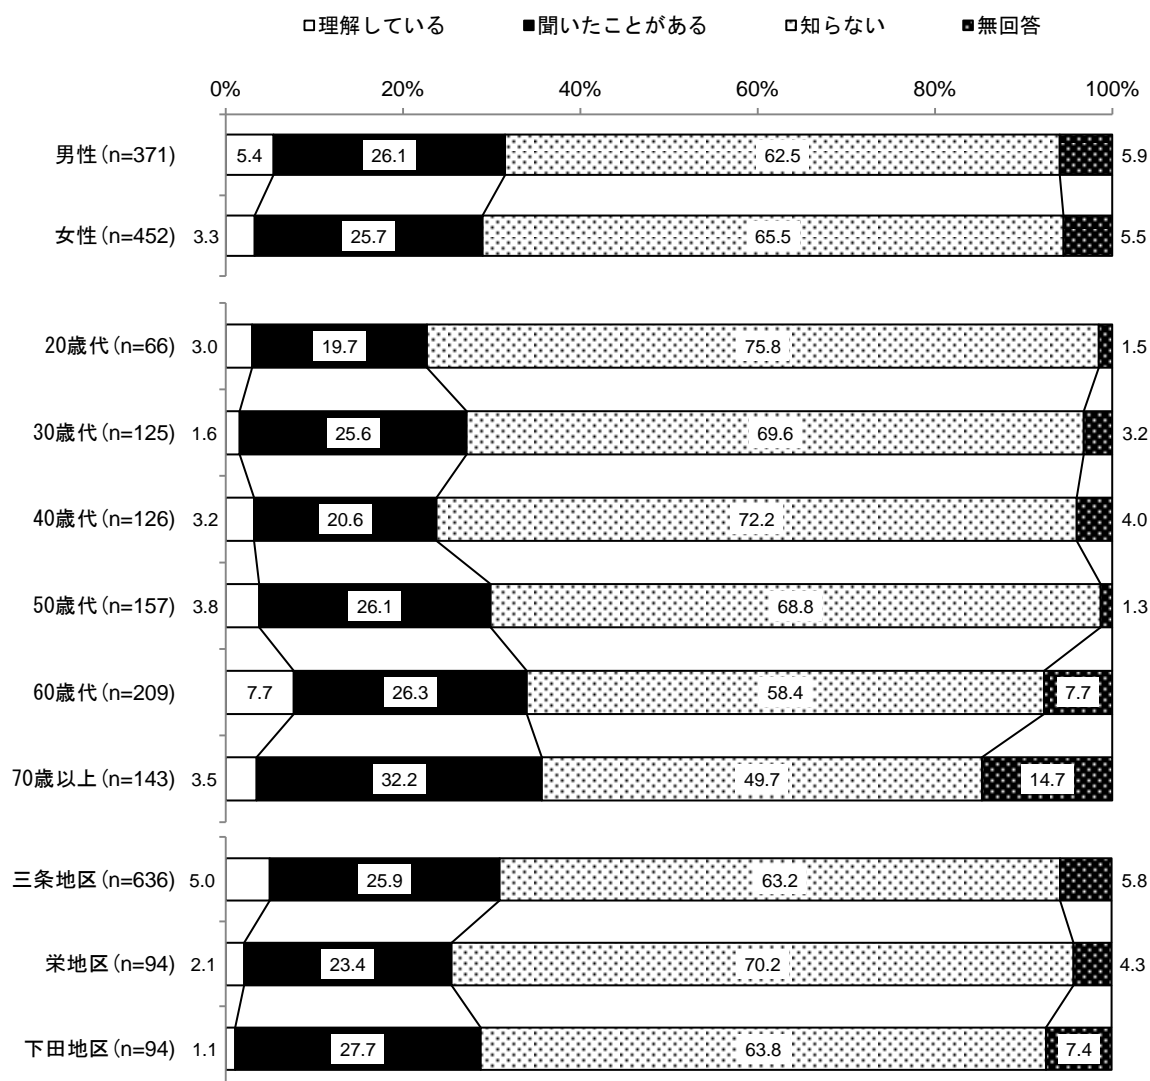 □理解している ■聞いたことがある □知らない ■無回答
0% 20% 40% 60% 80% 100%
男性(n=371) 5.4 26.1 62.5 5.9
女性(n=452) 3.3 25.7 65.5 5.5
20歳代(n=66) 3.0 19.7 75.8 1.5
30歳代(n=125) 1.6 25.6 69.6 3.2
40歳代(n=126) 3.2 20.6 72.2 4.0
50歳代(n=157) 3.8 26.1 68.8 1.3
60歳代(n=209) 7.7 26.3 58.4 7.7
70歳以上(n=143) 3.5 32.2 49.7 14.7
三条地区(n=636) 5.0 25.9 63.2 5.8
栄地区(n=94) 2.1 23.4 70.2 4.3
下田地区(n=94) 1.1 27.7 63.8 7.4